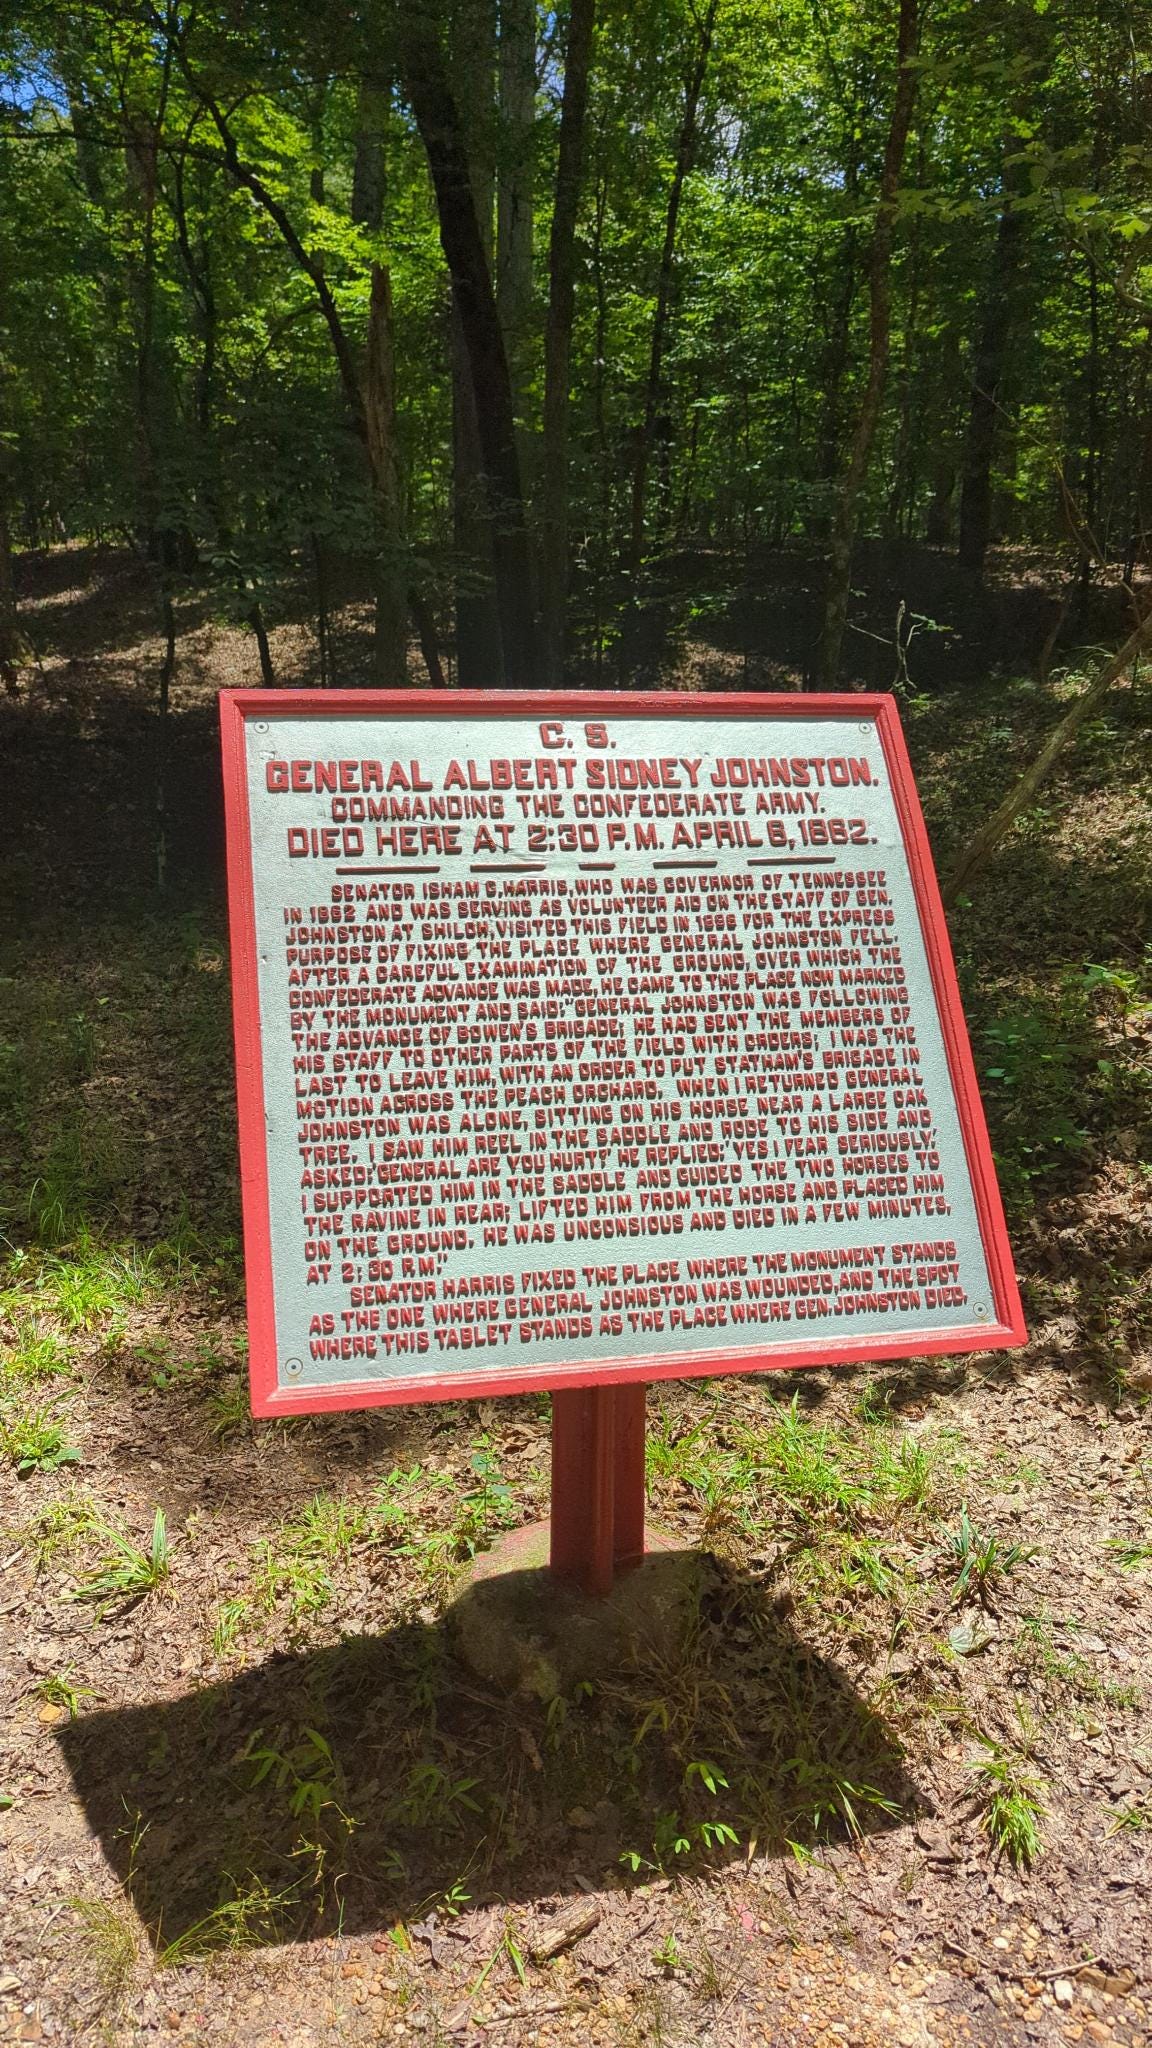 C. S.
GENERAL ALBERT SIDNEY JOHNSTON.
COMMANDING THE CONFEDERATE ARMY.
DIED HERE AT 2:30 P.M. APRIL 6, 1862.
SENATOR ISHAM G. HARRIS, WHO WAS GOVERNOR OF TENNESSEE
IN 1862 AND WAS SERVING AS VOLUNTEER AID ON THE STAFF OF GEN.
JOHNSTON AT SHILOH, VISITED THIS FIELD IN 1896 FOR THE EXPRESS
PURPOSE OF FIXING THE PLACE WHERE GENERAL JOHNSTON FELL.
AFTER A CAREFUL EXAMINATION OF THE GROUND, OVER WHICH THE
CONFEDERATE ADVANCE WAS MADE, HE CAME TO THE PLACE NOW MARKED
BY THE MONUMENT AND SAID; "GENERAL JOHNSTON WAS FOLLOWING
THE ADVANCE OF BOWEN'S BRIGADE; HE HAD SENT THE MEMBERS OF
HIS STAFF TO OTHER PARTS OF THE FIELD WITH ORDERS; I WAS THE
LAST TO LEAVE HIM, WITH AN ORDER TO PUT STATHAM'S BRIGADE IN
MOTION ACROSS THE PEACH ORCHARD. WHEN I RETURNED GENERAL
JOHNSTON WAS ALONE, SITTING ON HIS HORSE NEAR A LARGE OAK
TREE. I SAW HIM REEL IN THE SADDLE AND RODE TO HIS SIDE AND
ASKED; 'GENERAL ARE YOU HURT?' HE REPLIED; 'YES I FEAR SERIOUSLY.'
I SUPPORTED HIM IN THE SADDLE AND GUIDED THE TWO HORSES TO
THE RAVINE IN REAR; LIFTED HIM FROM THE HORSE AND PLACED HIM
ON THE GROUND. HE WAS UNCONSIOUS AND DIED IN A FEW MINUTES,
AT 2:30 P.M."
SENATOR HARRIS FIXED THE PLACE WHERE THE MONUMENT STANDS
AS THE ONE WHERE GENERAL JOHNSTON WAS WOUNDED, AND THE SPOT
WHERE THIS TABLET STANDS AS THE PLACE WHERE GEN. JOHNSTON DIED.